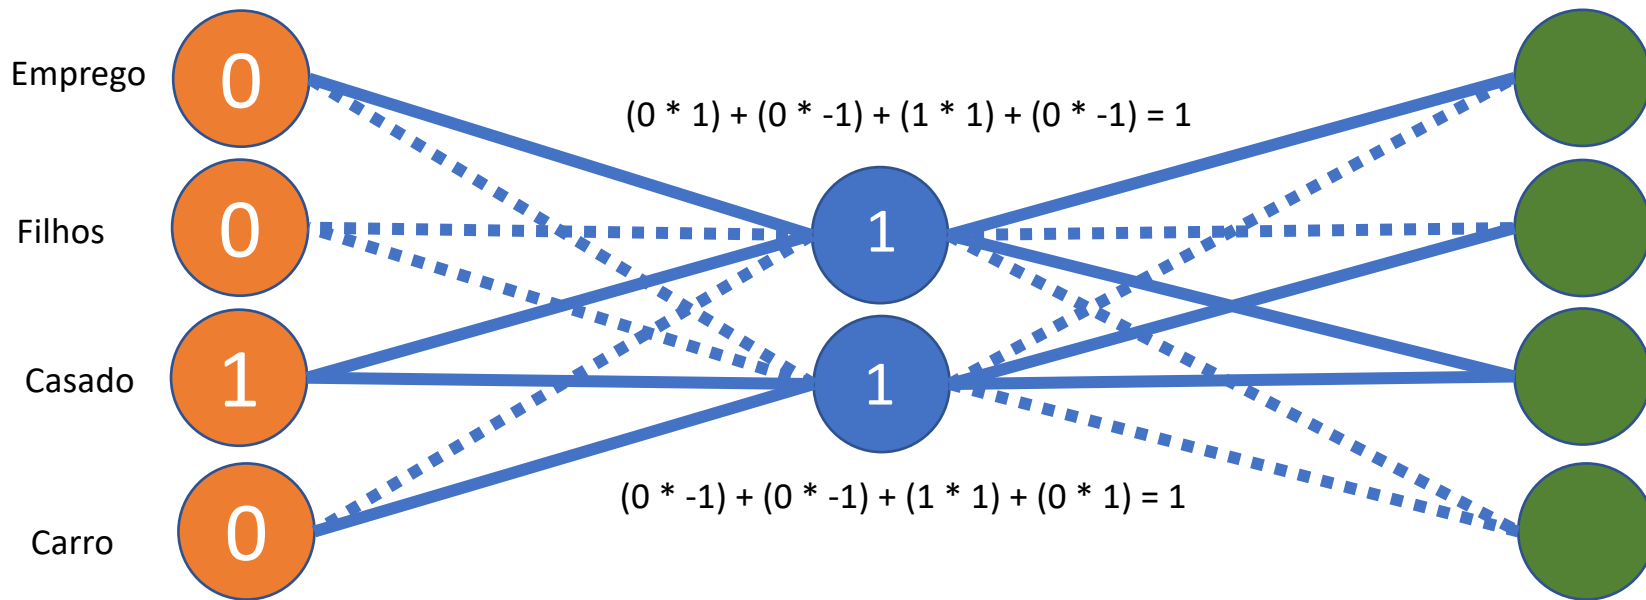 Emprego
0
(0 * 1) + (0 * -1) + (1 * 1) + (0 * -1) = 1
Filhos
0
1
Casado
1
1
(0 * -1) + (0 * -1) + (1 * 1) + (0 * 1) = 1
Carro
0